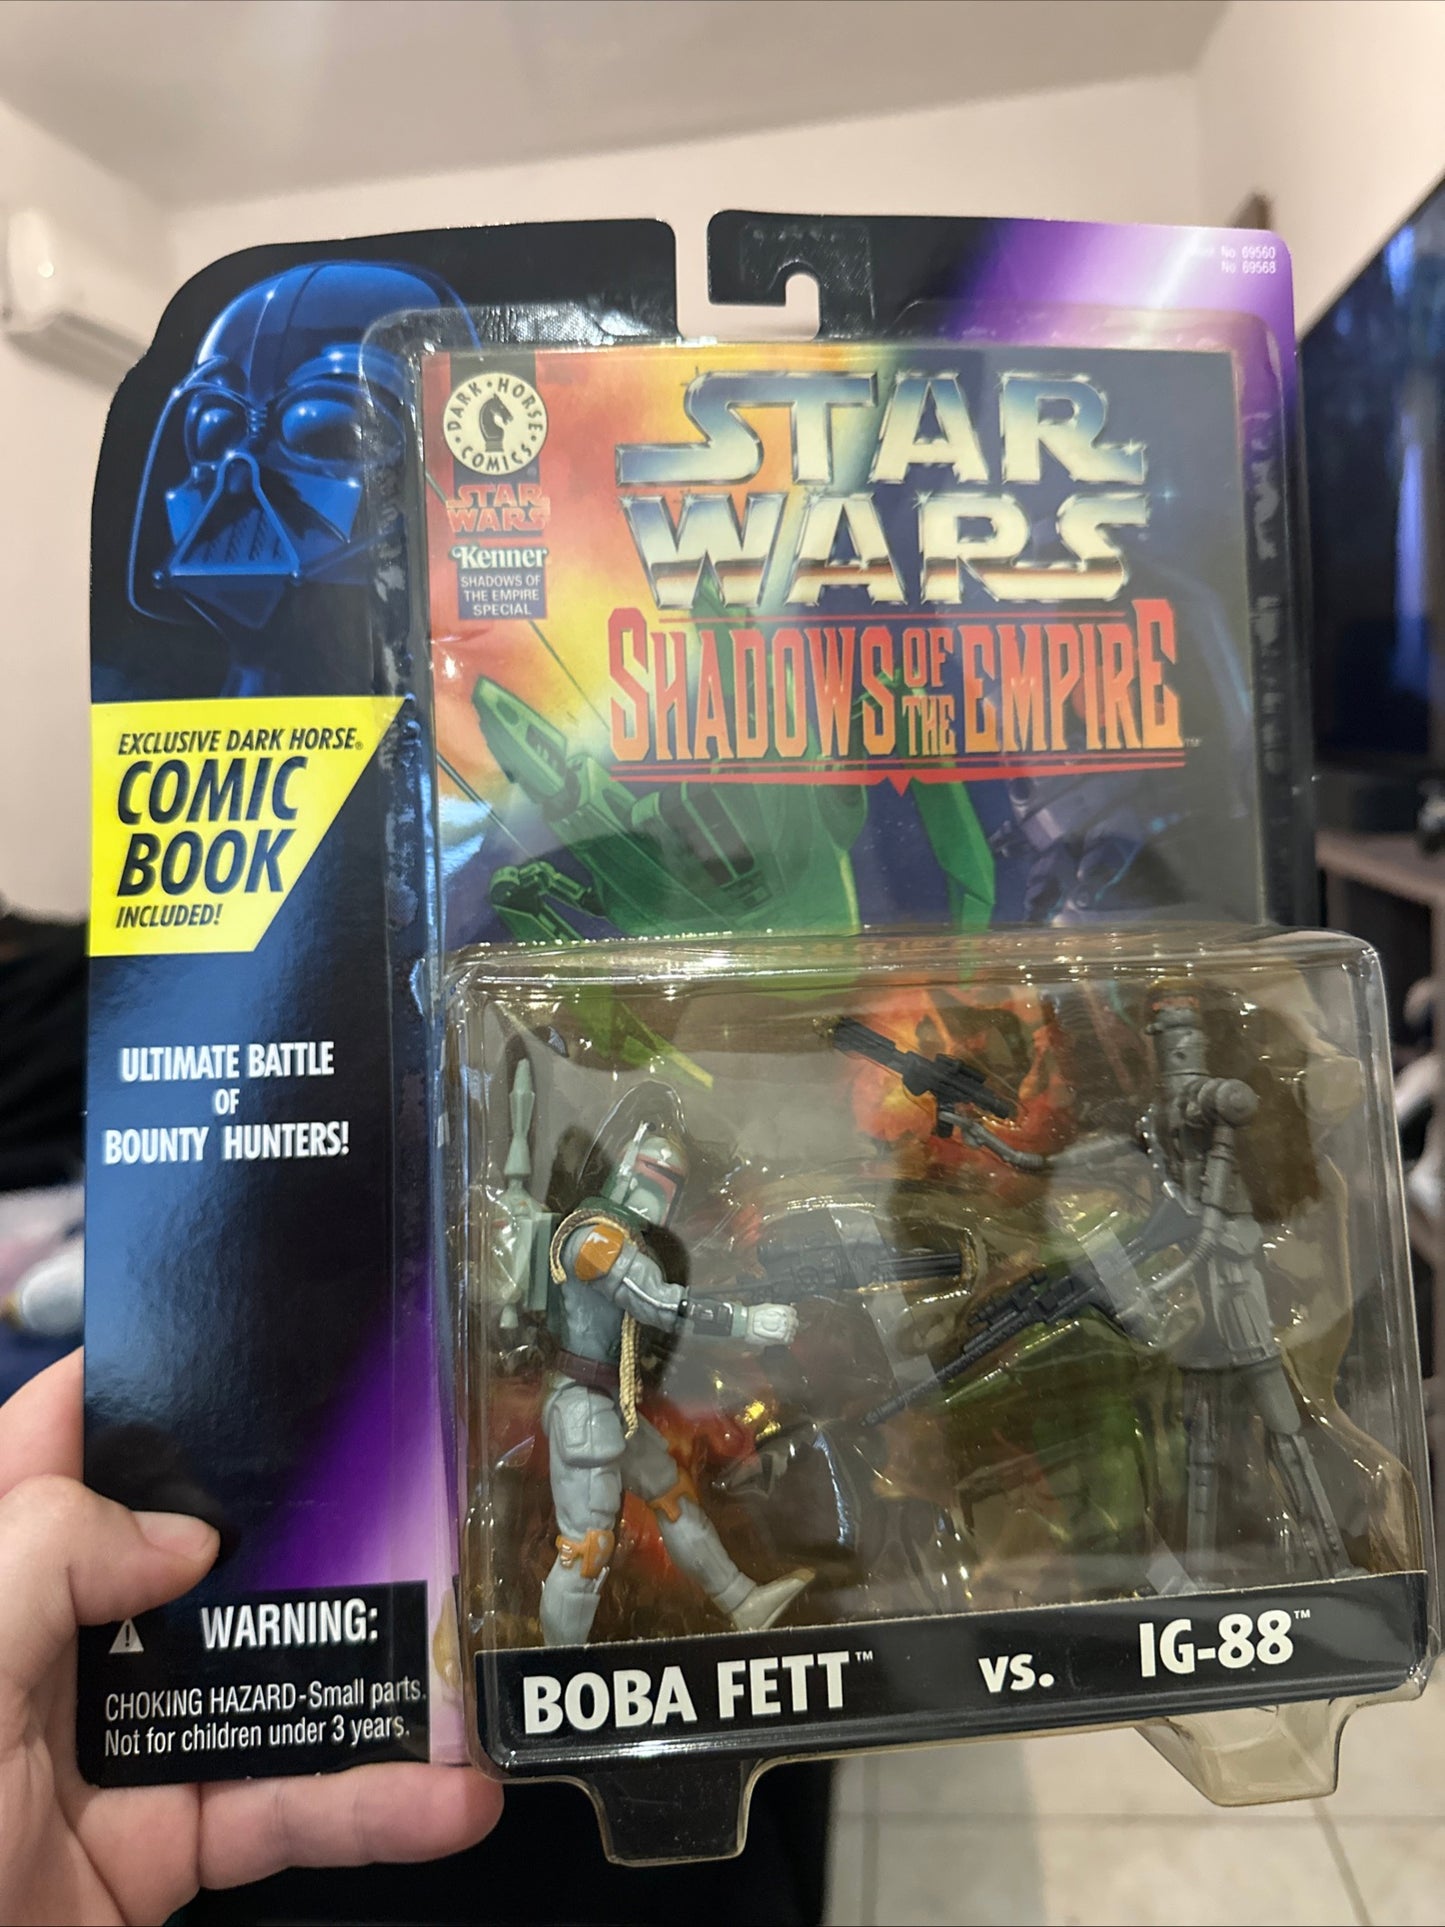 No 69560
No 69568
DARK HORSE COMICS
STAR
WARS
Kenner
SHADOWS OF
THE EMPIRE
SPECIAL
STAR
WARS
SHADOWS OF THE EMPIRE
EXCLUSIVE DARK HORSE®
COMIC
BOOK
INCLUDED!
ULTIMATE BATTLE
OF
BOUNTY HUNTERS!
WARNING:
CHOKING HAZARD-Small parts.
Not for children under 3 years.
BOBA FETT™ VS. IG-88™